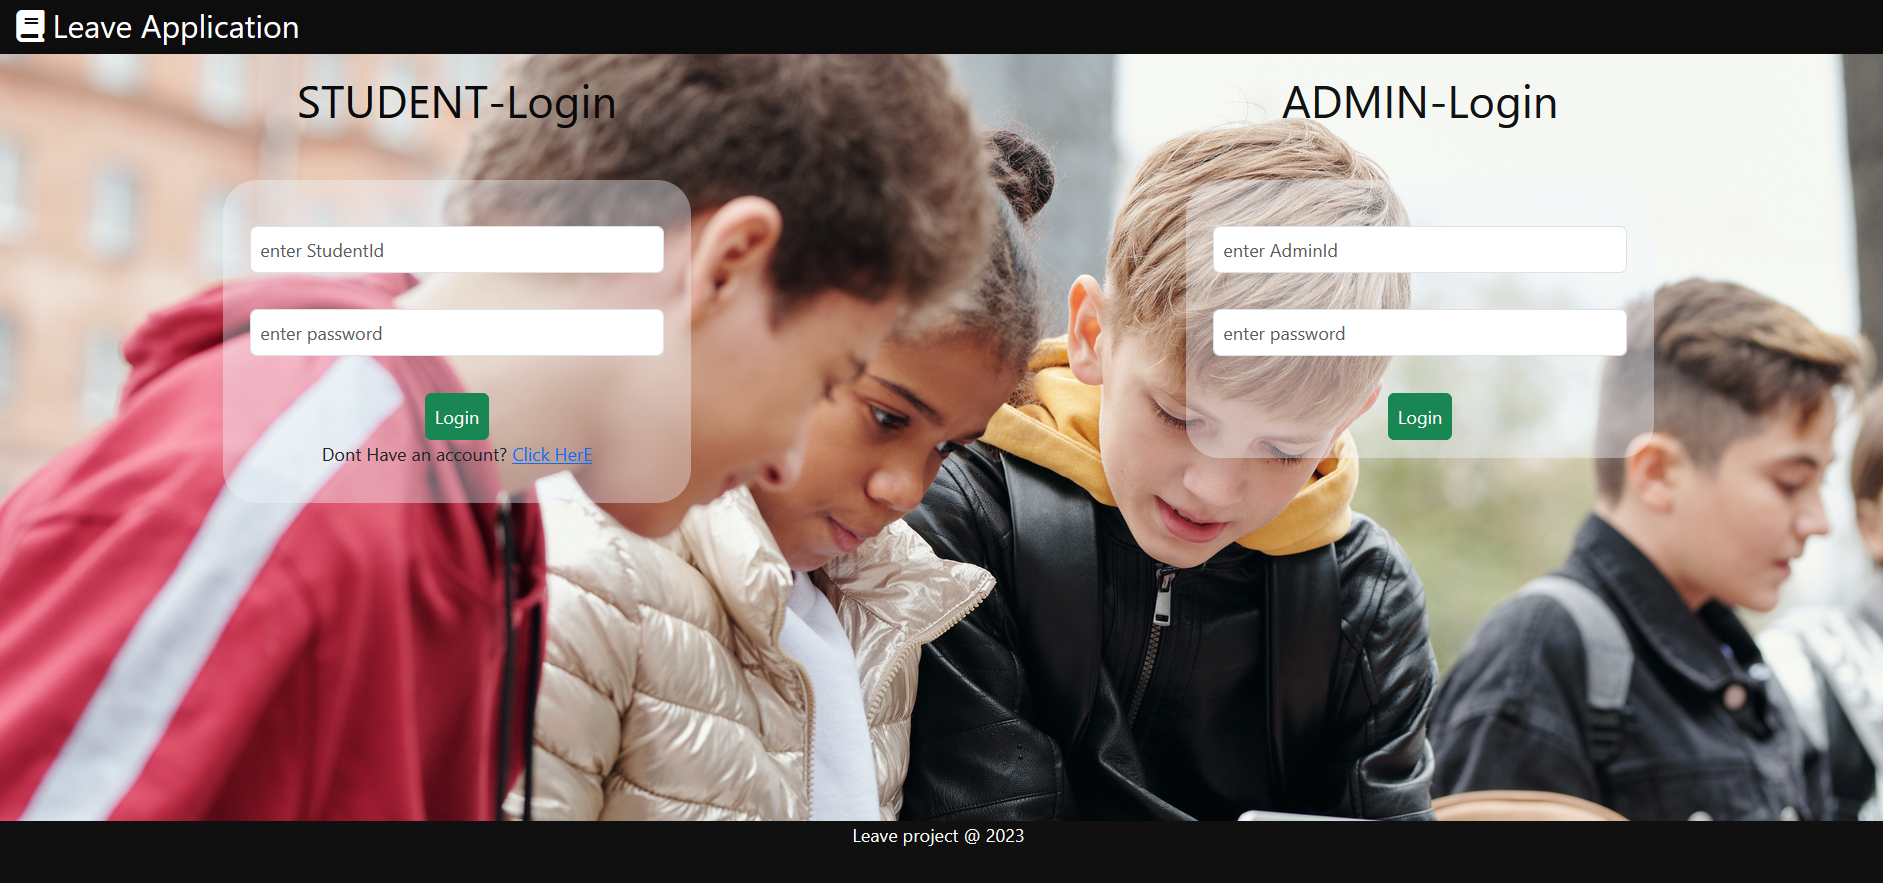 Leave Application
STUDENT-Login
enter StudentId
enter password
Login
Dont Have an account? Click HerE
ADMIN-Login
enter AdminId
enter password
Login
Leave project @ 2023